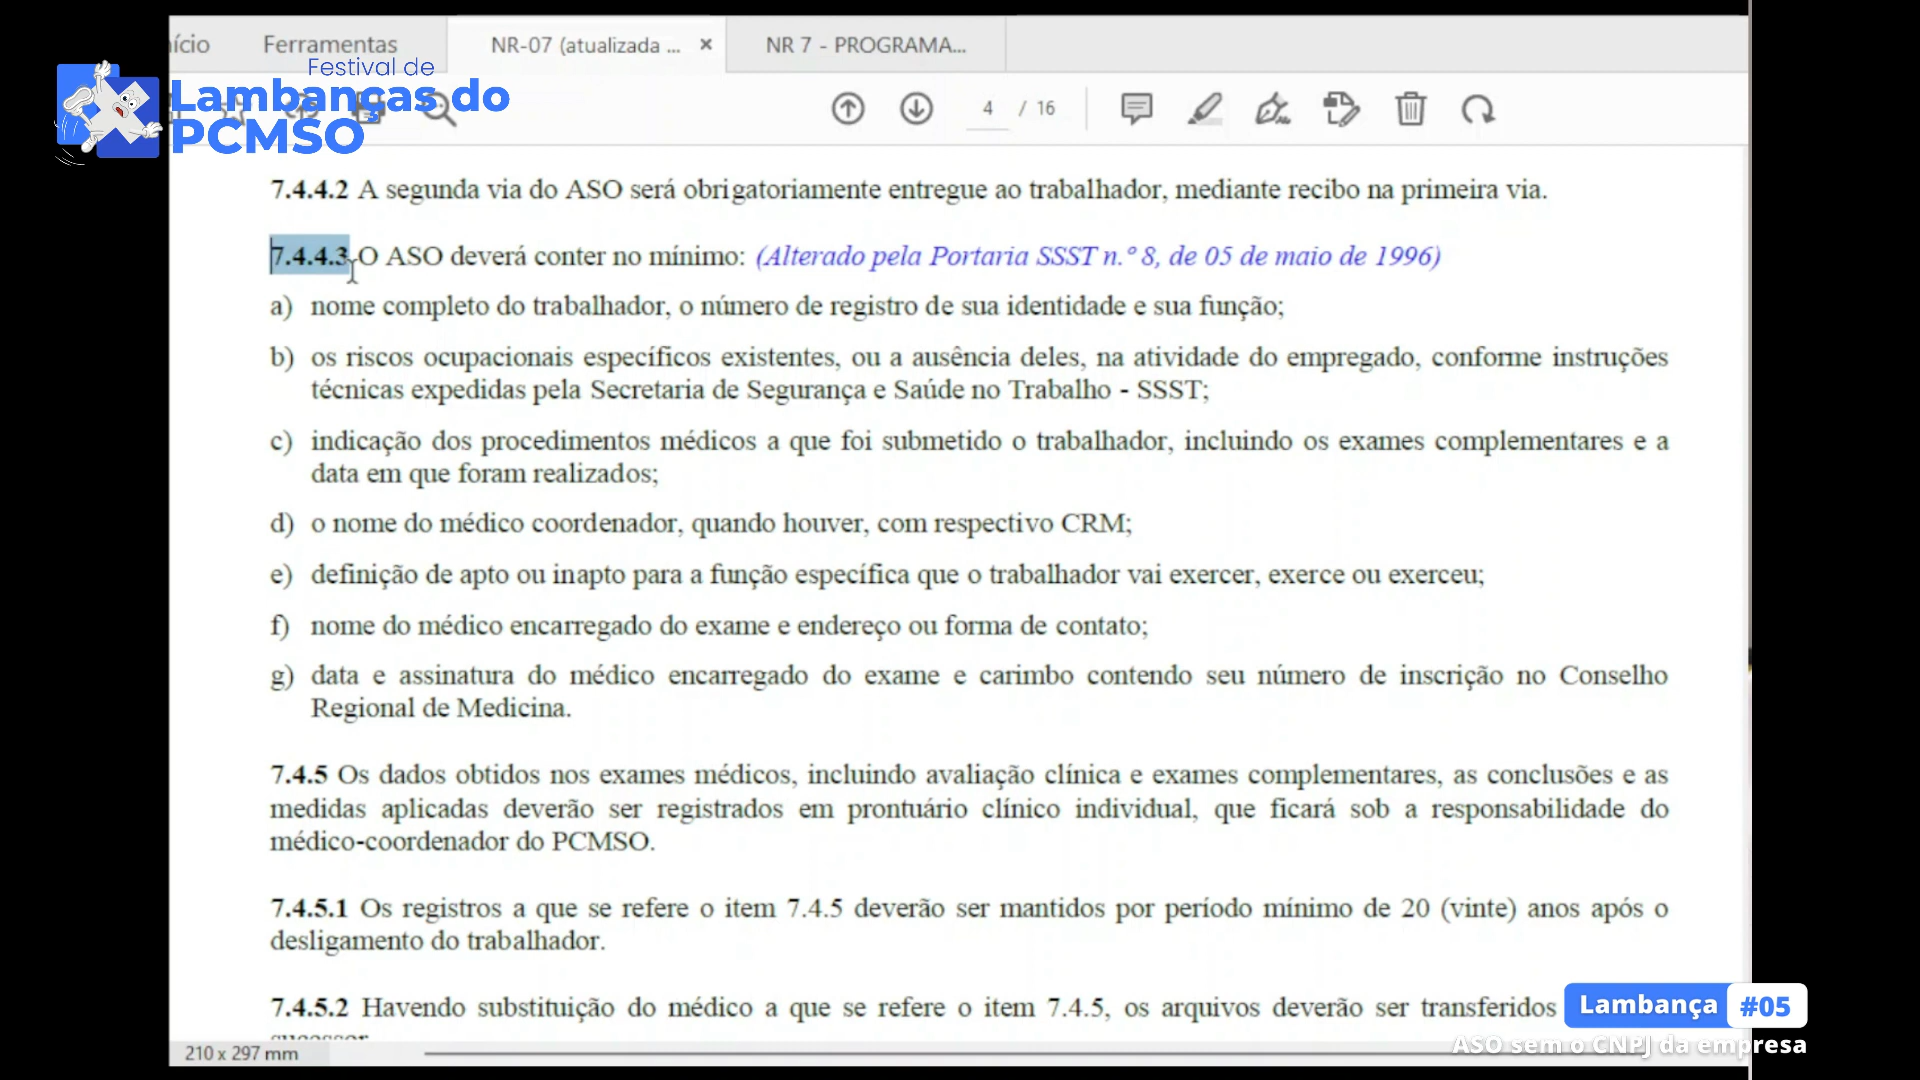 ício
Ferramentas
NR-07 (atualizada ...
×
NR 7 - PROGRAMA...
Festival de
Lambanças do
PCMSO
4 / 16
7.4.4.2 A segunda via do ASO será obrigatoriamente entregue ao trabalhador, mediante recibo na primeira via.
7.4.4.3 O ASO deverá conter no mínimo: (Alterado pela Portaria SSST n.º 8, de 05 de maio de 1996)
a) nome completo do trabalhador, o número de registro de sua identidade e sua função;
b) os riscos ocupacionais específicos existentes, ou a ausência deles, na atividade do empregado, conforme instruções
técnicas expedidas pela Secretaria de Segurança e Saúde no Trabalho - SSST;
c) indicação dos procedimentos médicos a que foi submetido o trabalhador, incluindo os exames complementares e a
data em que foram realizados;
d) o nome do médico coordenador, quando houver, com respectivo CRM;
e) definição de apto ou inapto para a função específica que o trabalhador vai exercer, exerce ou exerceu;
f) nome do médico encarregado do exame e endereço ou forma de contato;
g) data e assinatura do médico encarregado do exame e carimbo contendo seu número de inscrição no Conselho
Regional de Medicina.
7.4.5 Os dados obtidos nos exames médicos, incluindo avaliação clínica e exames complementares, as conclusões e as
medidas aplicadas deverão ser registrados em prontuário clínico individual, que ficará sob a responsabilidade do
médico-coordenador do PCMSO.
7.4.5.1 Os registros a que se refere o item 7.4.5 deverão ser mantidos por período mínimo de 20 (vinte) anos após o
desligamento do trabalhador.
7.4.5.2 Havendo substituição do médico a que se refere o item 7.4.5, os arquivos deverão ser transferidos
210 x 297 mm
Lambança #05
ASO sem o CNPJ da empresa